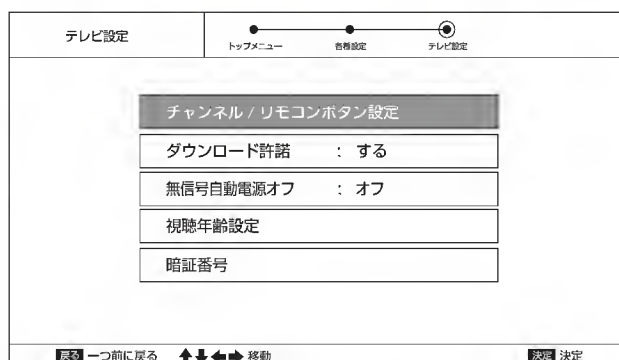 テレビ設定
トップメニュー 各種設定 テレビ設定
チャンネル / リモコンボタン設定
ダウンロード許諾 : する
無信号自動電源オフ : オフ
視聴年齢設定
暗証番号
戻る 一つ前に戻る ↑↓←→ 移動 決定 決定